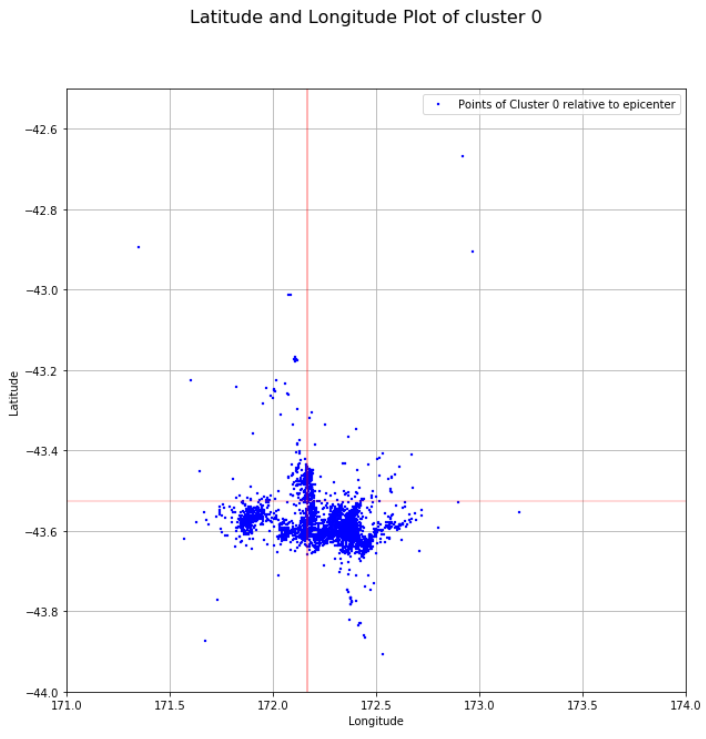 Latitude and Longitude Plot of cluster 0
Points of Cluster 0 relative to epicenter
Latitude
−42.6
−42.8
−43.0
−43.2
−43.4
−43.6
−43.8
−44.0
171.0 171.5 172.0 172.5 173.0 173.5 174.0
Longitude